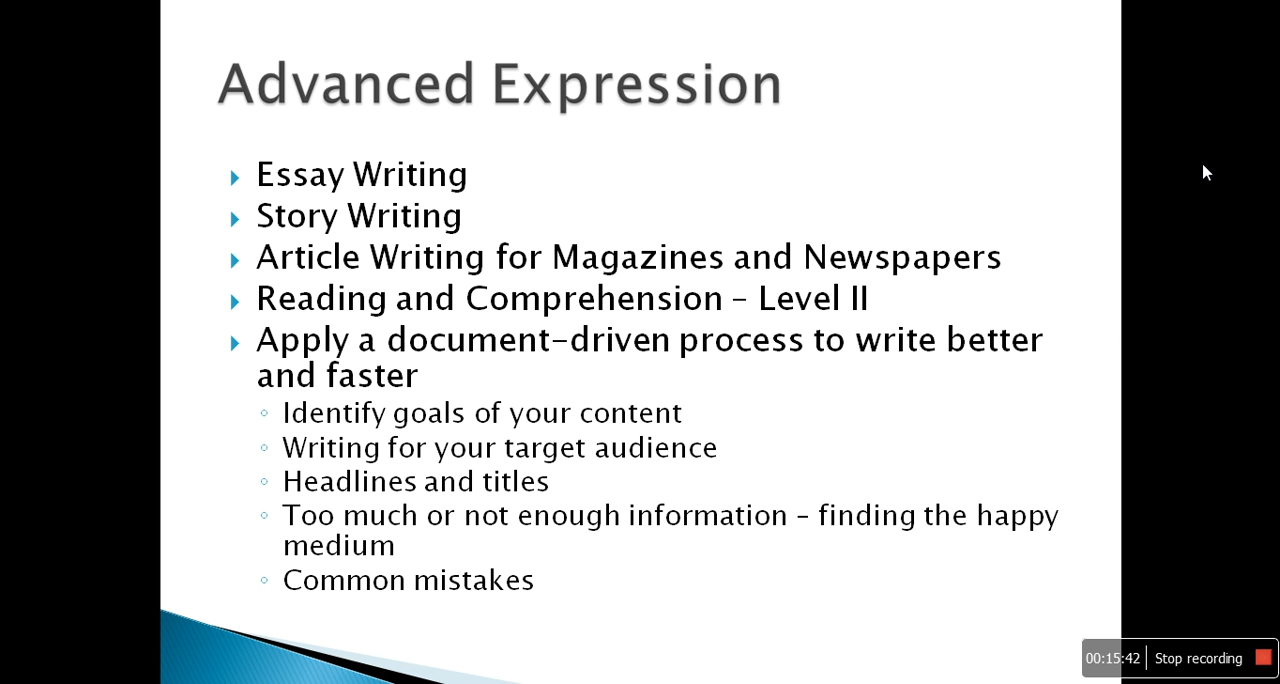 Advanced Expression
Essay Writing
Story Writing
Article Writing for Magazines and Newspapers
Reading and Comprehension – Level II
Apply a document-driven process to write better
and faster
Identify goals of your content
Writing for your target audience
Headlines and titles
Too much or not enough information – finding the happy
medium
Common mistakes
00:15:42 Stop recording